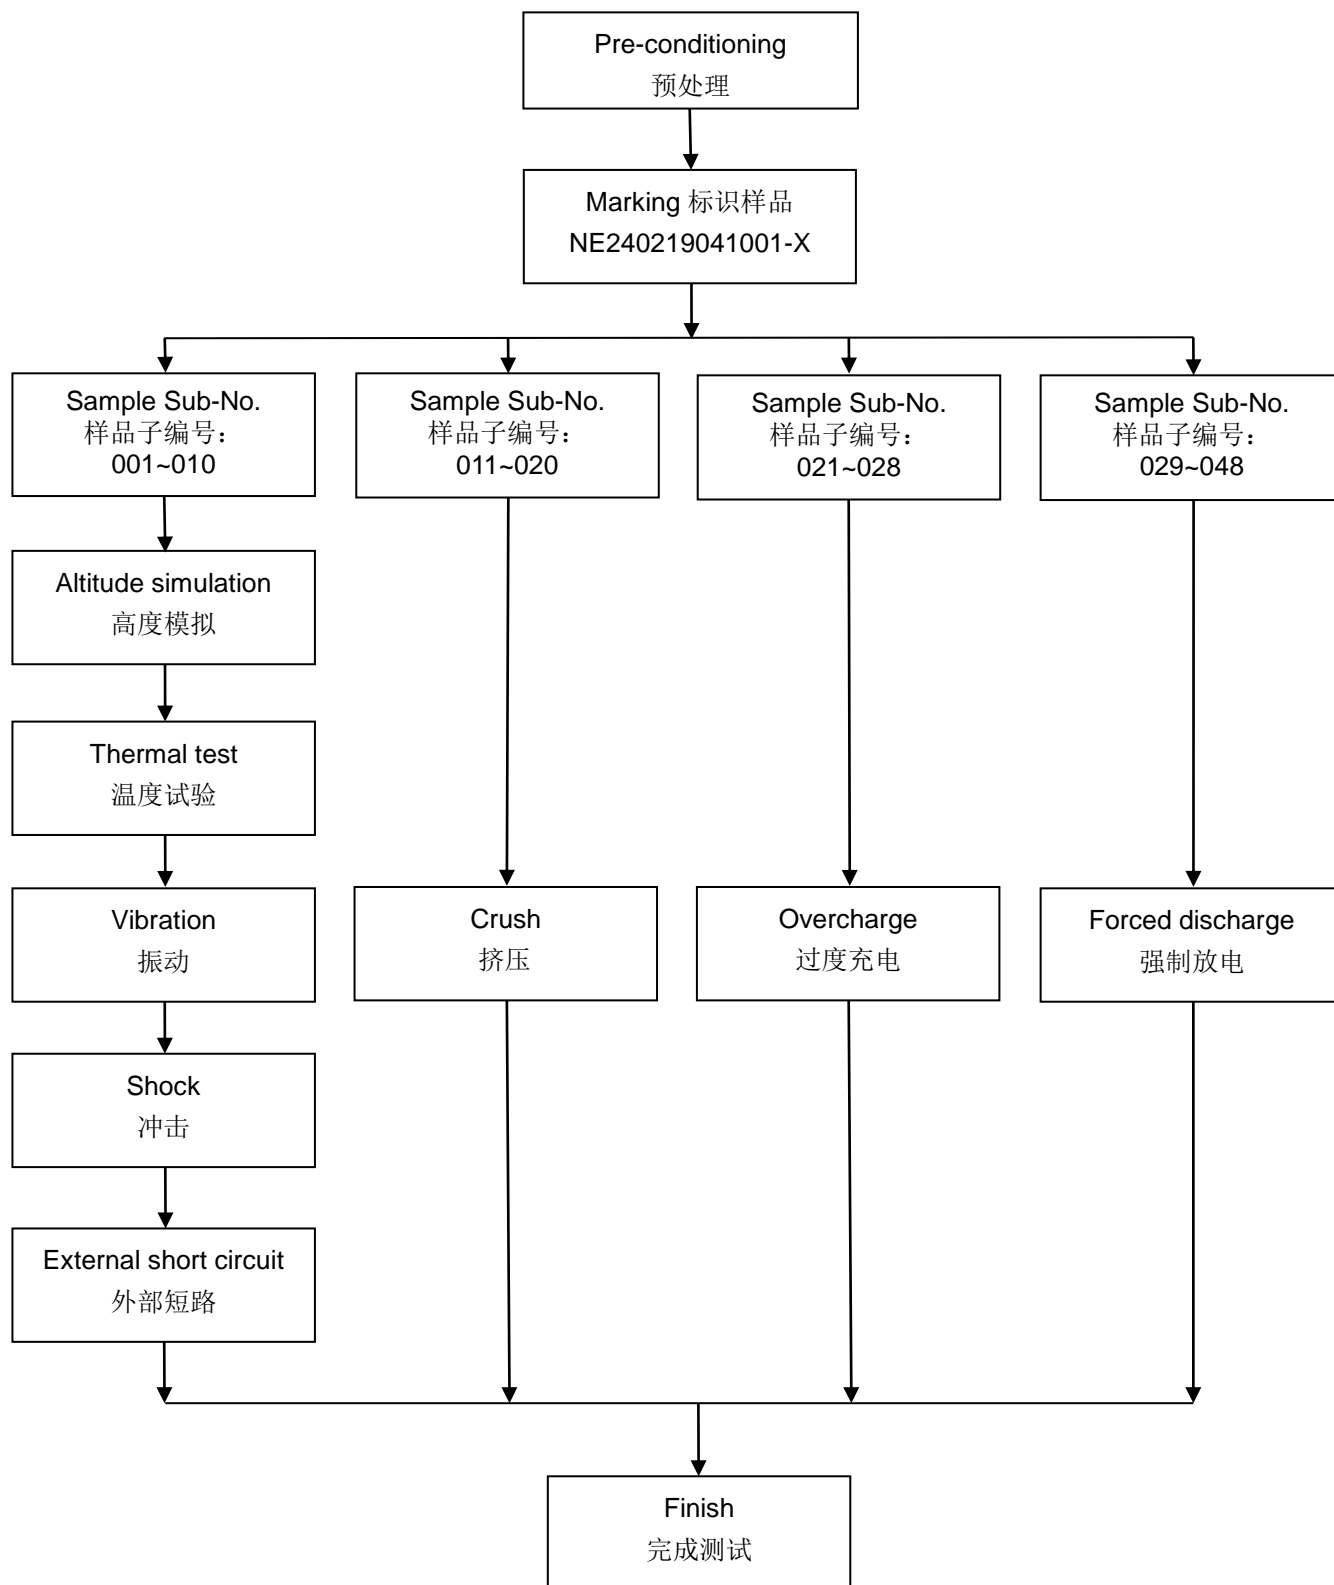 Pre-conditioning
预处理
Marking 标识样品
NE240219041001-X
Sample Sub-No.
样品子编号：
001~010
Sample Sub-No.
样品子编号：
011~020
Sample Sub-No.
样品子编号：
021~028
Sample Sub-No.
样品子编号：
029~048
Altitude simulation
高度模拟
Thermal test
温度试验
Vibration
振动
Crush
挤压
Overcharge
过度充电
Forced discharge
强制放电
Shock
冲击
External short circuit
外部短路
Finish
完成测试